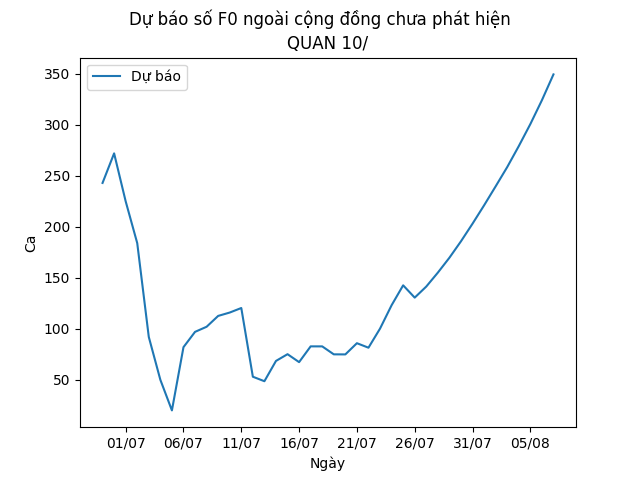 Dự báo số F0 ngoài cộng đồng chưa phát hiện
QUAN 10/
Dự báo
350
300
250
200
150
100
50
Ca
01/07 06/07 11/07 16/07 21/07 26/07 31/07 05/08
Ngày